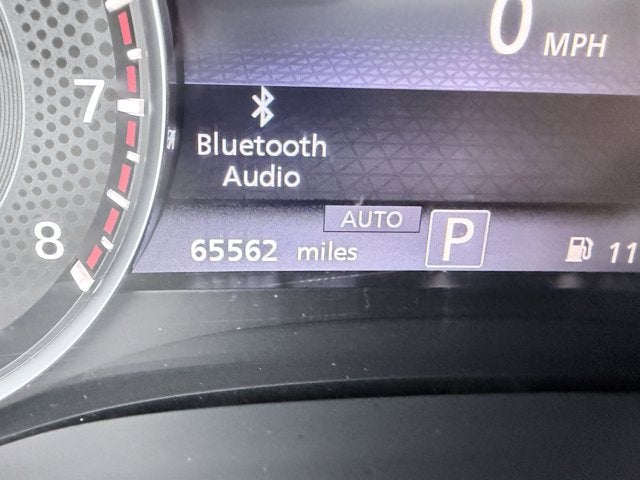 0 MPH
7
Bluetooth
Audio
AUTO
8
65562 miles
P
11